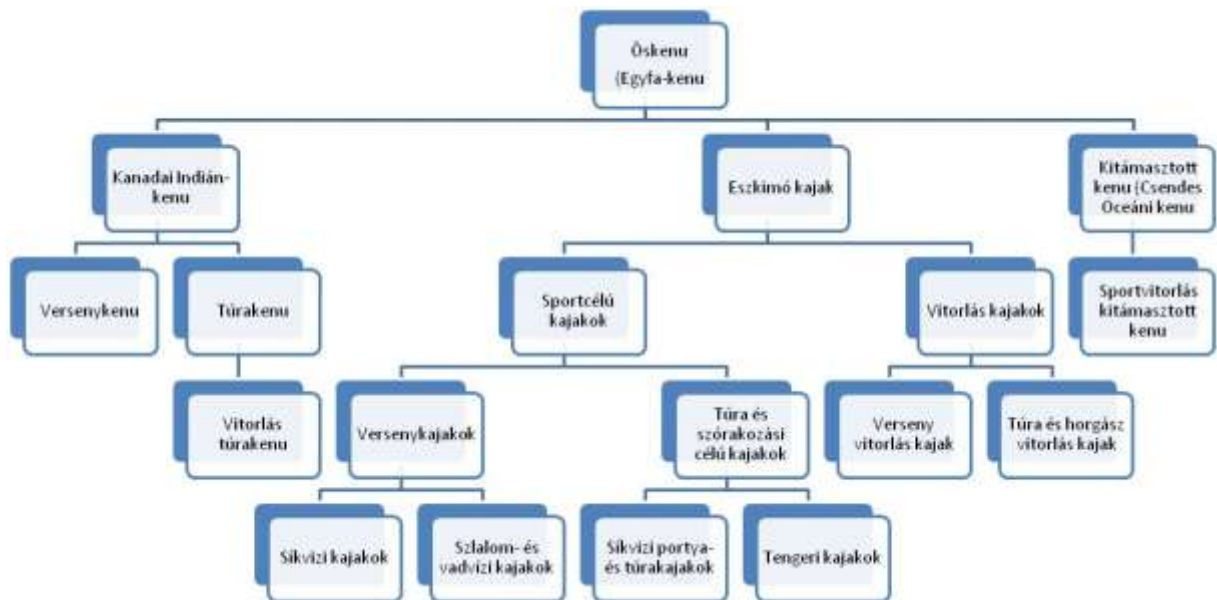 Őskenu
(Egyfa-kenu
Kanadai Indián-
kenu
Eszkimó kajak
Kitámasztott
kenu (Csendes
Oceáni kenu
Versenykenu
Túrakenu
Sportcélú
kajakok
Vitorlás kajakok
Sportvitorlás
kitámasztott
kenu
Vitorlás
túrakenu
Versenykajakok
Túra és
szórakozási
célú kajakok
Verseny
vitorlás kajak
Túra és horgász
vitorlás kajak
Síkvízi kajakok
Szlalom- és
vadvízi kajakok
Síkvízi portya-
és túrakajakok
Tengeri kajakok